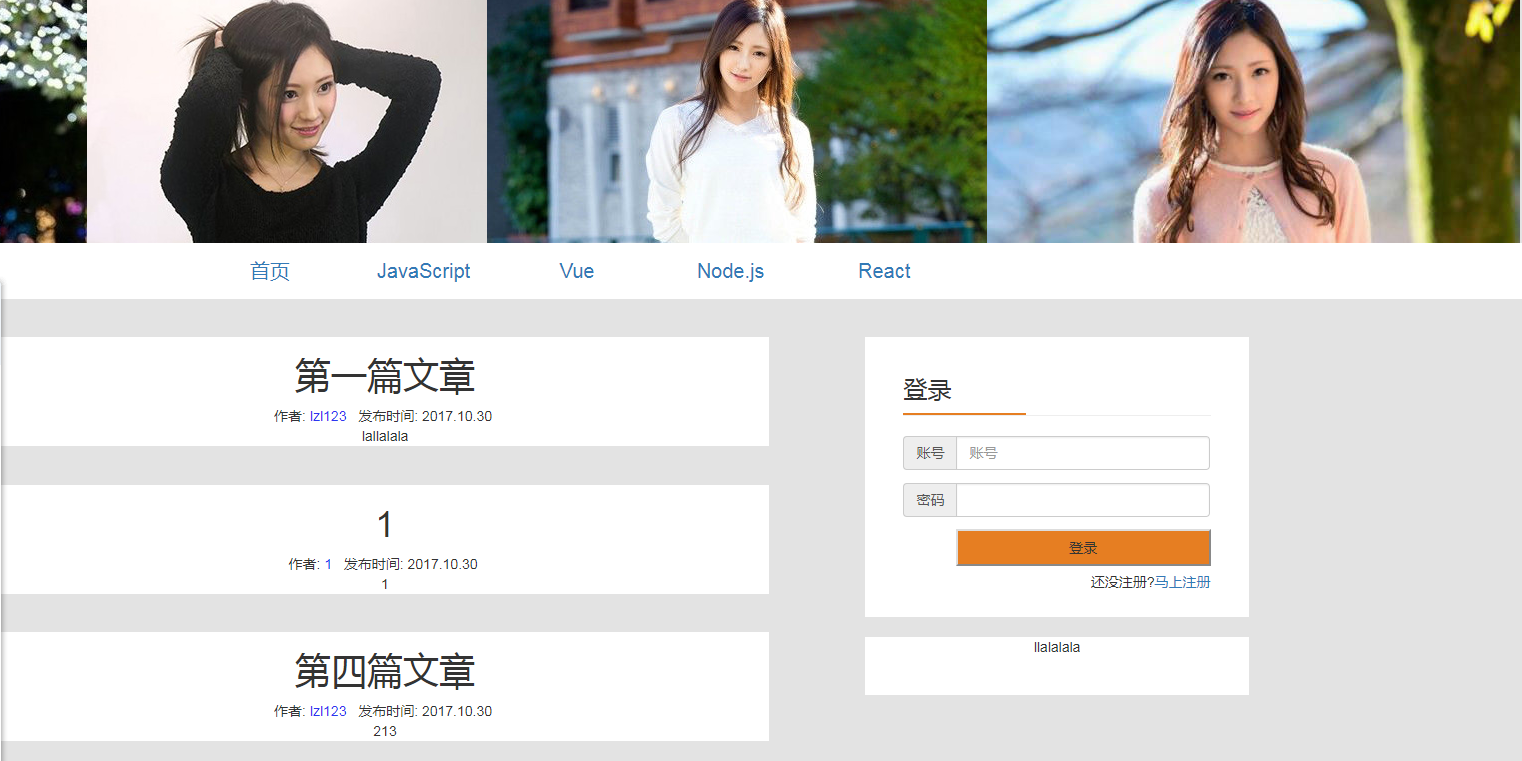 首页 JavaScript Vue Node.js React
第一篇文章
作者: lzl123 发布时间: 2017.10.30
lallalala
1
作者: 1 发布时间: 2017.10.30
1
第四篇文章
作者: lzl123 发布时间: 2017.10.30
213
登录
账号 账号
密码
登录
还没注册?马上注册
llalalala